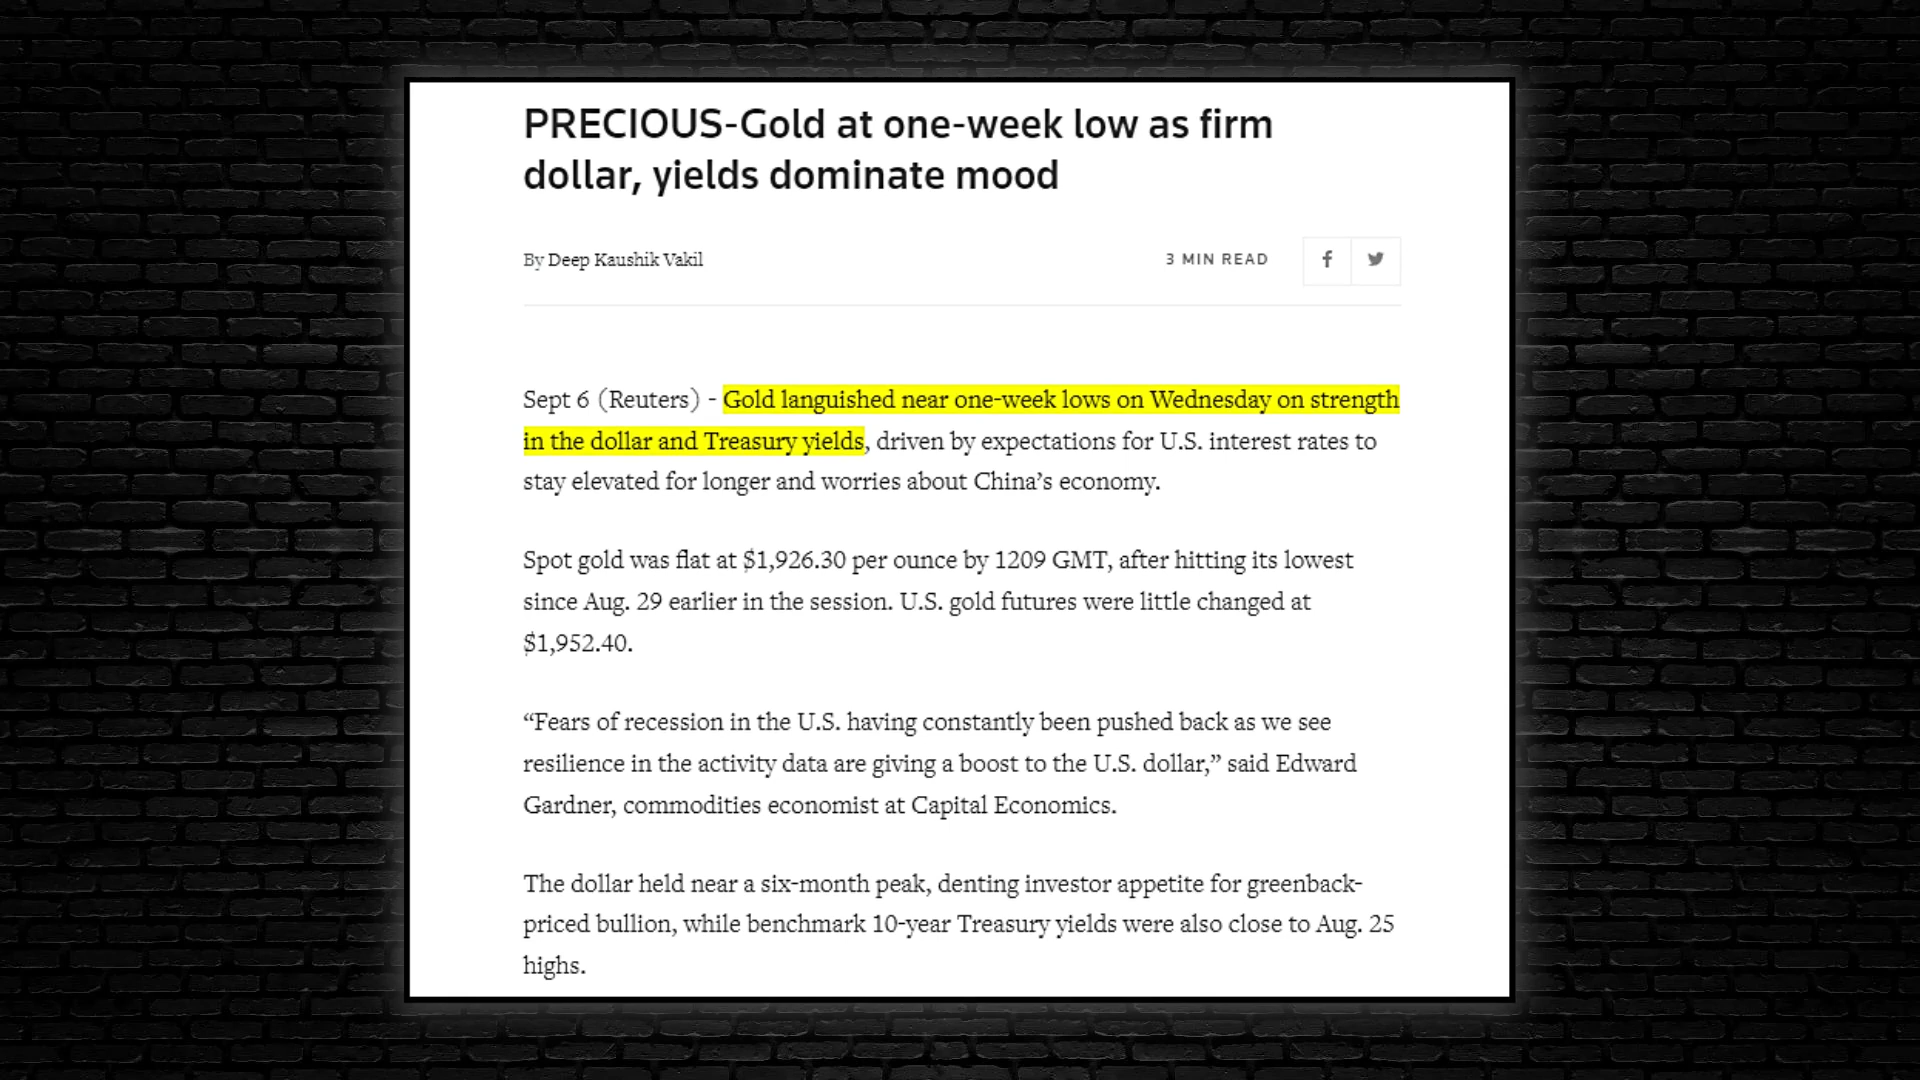 PRECIOUS-Gold at one-week low as firm
dollar, yields dominate mood
By Deep Kaushik Vakil
3 MIN READ
Sept 6 (Reuters) - Gold languished near one-week lows on Wednesday on strength
in the dollar and Treasury yields, driven by expectations for U.S. interest rates to
stay elevated for longer and worries about China’s economy.
Spot gold was flat at $1,926.30 per ounce by 1209 GMT, after hitting its lowest
since Aug. 29 earlier in the session. U.S. gold futures were little changed at
$1,952.40.
“Fears of recession in the U.S. having constantly been pushed back as we see
resilience in the activity data are giving a boost to the U.S. dollar,” said Edward
Gardner, commodities economist at Capital Economics.
The dollar held near a six-month peak, denting investor appetite for greenback-
priced bullion, while benchmark 10-year Treasury yields were also close to Aug. 25
highs.